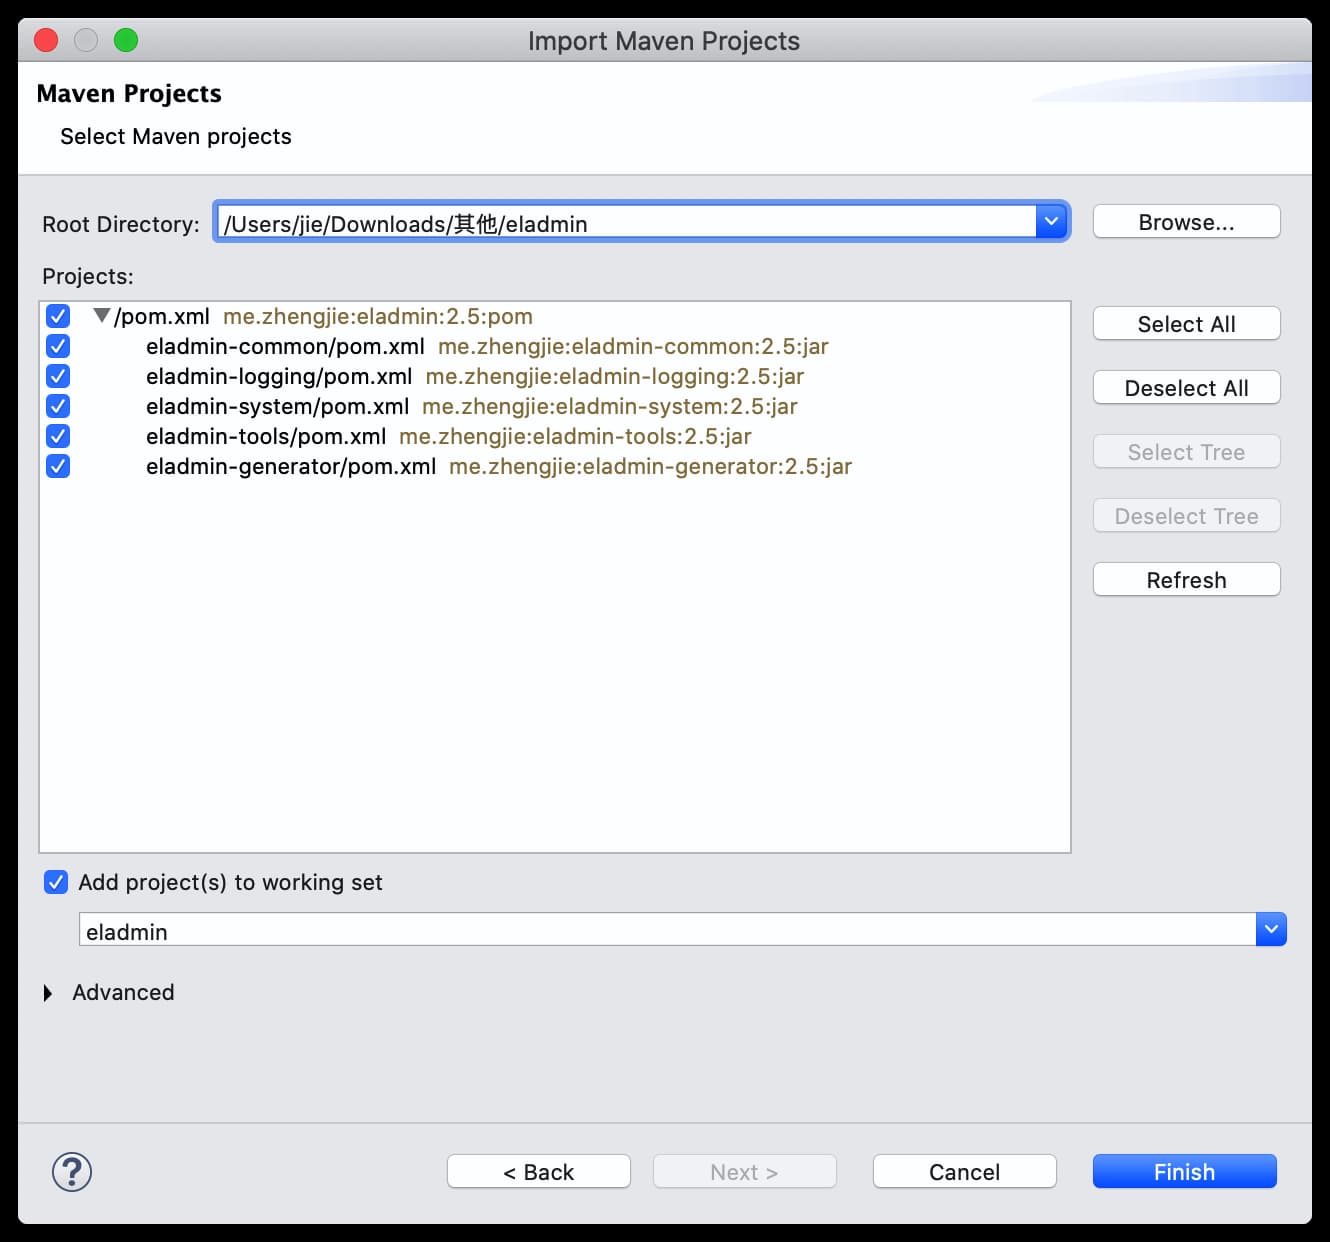 Import Maven Projects
Maven Projects
Select Maven projects
Root Directory: /Users/jie/Downloads/其他/eladmin Browse...
Projects:
/pom.xml me.zhengjie:eladmin:2.5:pom
eladmin-common/pom.xml me.zhengjie:eladmin-common:2.5:jar
eladmin-logging/pom.xml me.zhengjie:eladmin-logging:2.5:jar
eladmin-system/pom.xml me.zhengjie:eladmin-system:2.5:jar
eladmin-tools/pom.xml me.zhengjie:eladmin-tools:2.5:jar
eladmin-generator/pom.xml me.zhengjie:eladmin-generator:2.5:jar
Select All
Deselect All
Select Tree
Deselect Tree
Refresh
Add project(s) to working set
eladmin
Advanced
? < Back Next > Cancel Finish